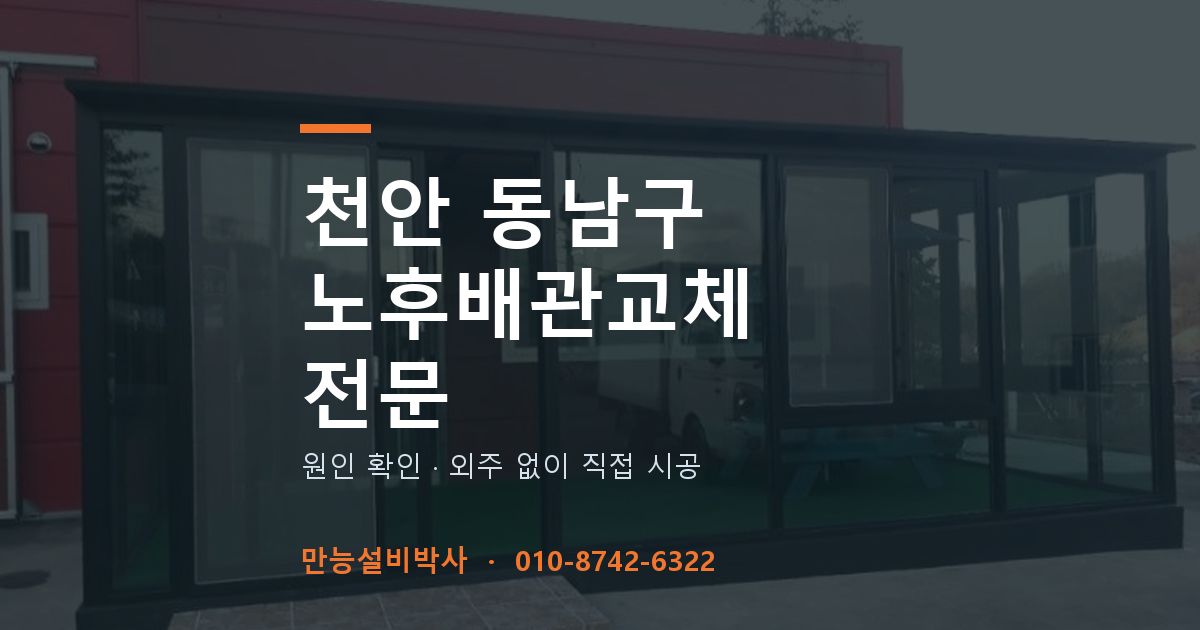 천안 동남구
노후배관교체
전문
원인 확인 · 외주 없이 직접 시공
만능설비박사 · 010-8742-6322